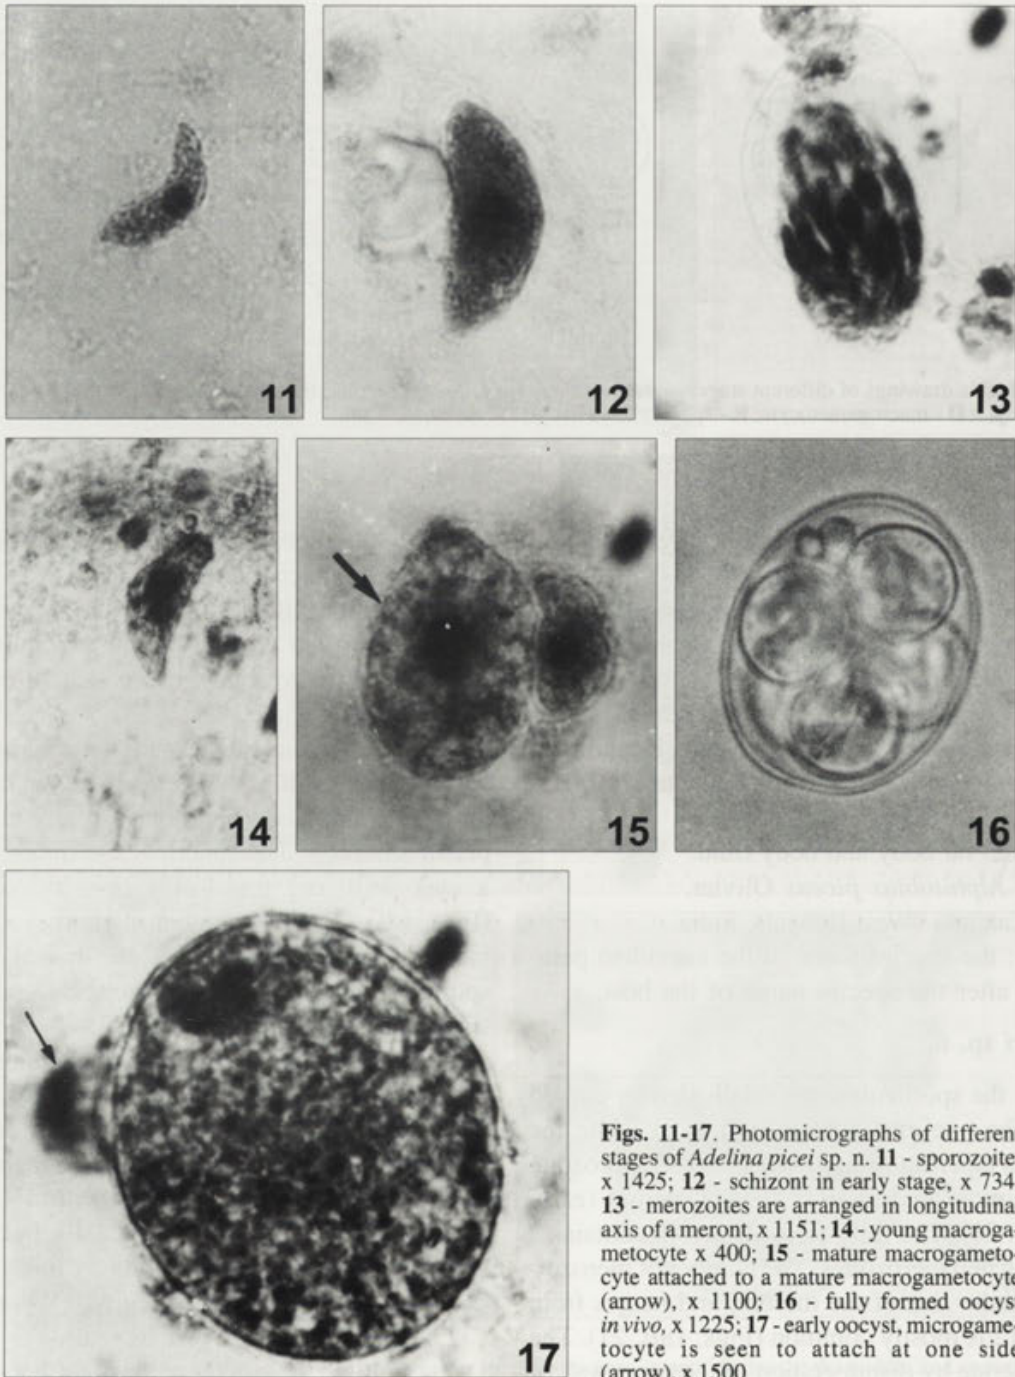 11
12
13
14
15
16
17
Figs. 11-17. Photomicrographs of differen
stages of Adelina picei sp. n. 11 - sporozoite
x 1425; 12 - schizont in early stage, x 734
13 - merozoites are arranged in longitudina
axis of a meront, x 1151; 14 - young macroga-
metocyte x 400; 15 - mature macrogameto-
cyte attached to a mature macrogametocyte
(arrow), x 1100; 16 - fully formed oocys
in vivo, x 1225; 17 - early oocyst, microgame-
tocyte is seen to attach at one side
(arrow), x 1500